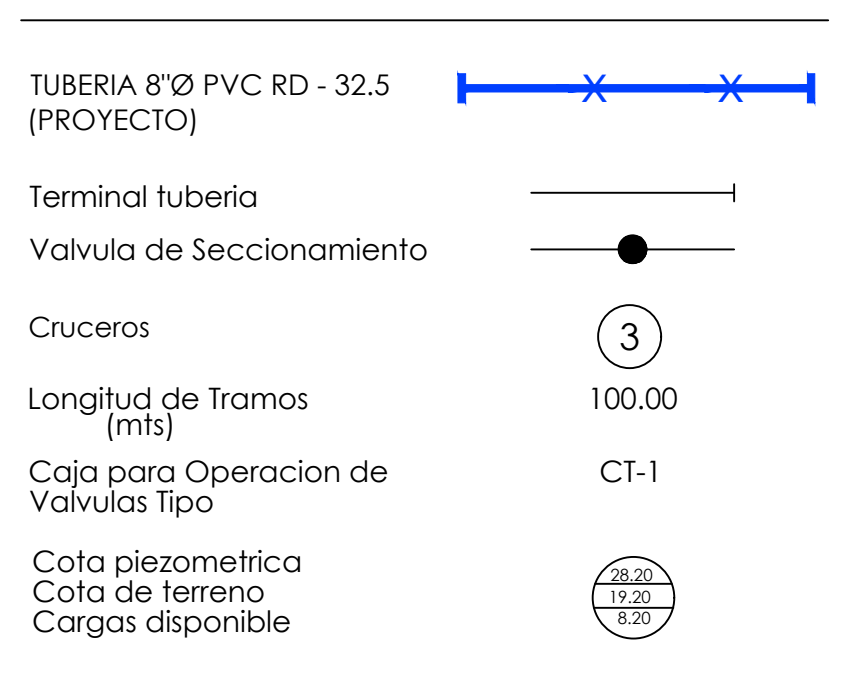 TUBERIA 8"Ø PVC RD - 32.5
(PROYECTO)
Terminal tuberia
Valvula de Seccionamiento
Cruceros
3
Longitud de Tramos
(mts)
100.00
Caja para Operacion de
Valvulas Tipo
CT-1
Cota piezometrica
Cota de terreno
Cargas disponible
28.20
19.20
8.20